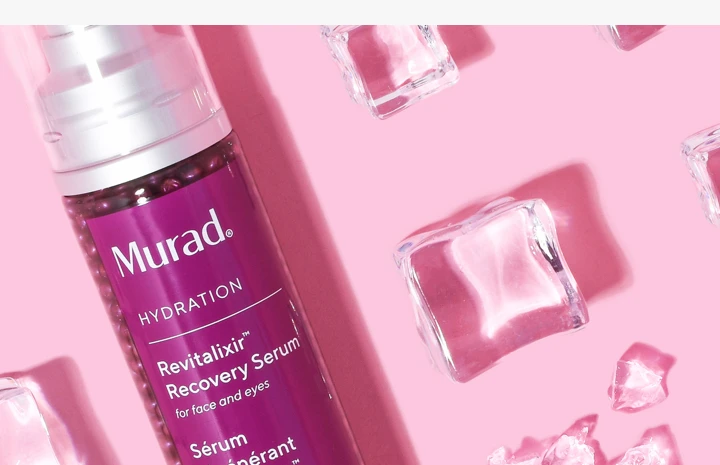 Murad®
HYDRATION
Revitalixir™
Recovery Serum
for face and eyes
Sérum